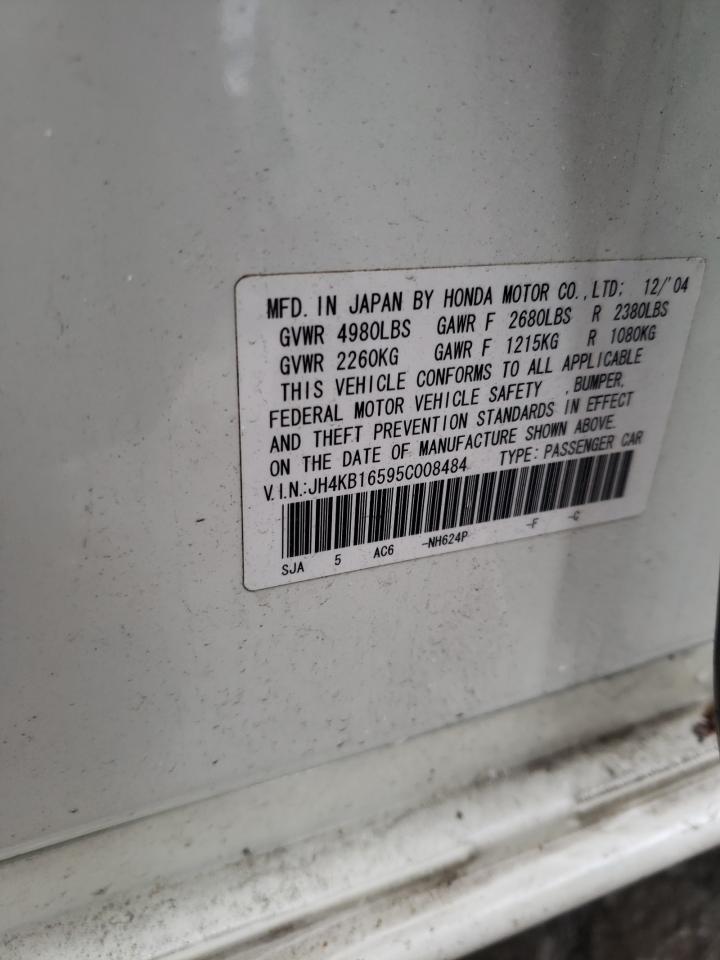 MFD. IN JAPAN BY HONDA MOTOR CO., LTD; 12/'04
GVWR 4980LBS GAWR F 2680LBS R 2380LBS
GVWR 2260KG GAWR F 1215KG R 1080KG
THIS VEHICLE CONFORMS TO ALL APPLICABLE
FEDERAL MOTOR VEHICLE SAFETY , BUMPER,
AND THEFT PREVENTION STANDARDS IN EFFECT
ON THE DATE OF MANUFACTURE SHOWN ABOVE.
V.I.N.:JH4KB16595C008484 TYPE: PASSENGER CAR
SJA 5 AC6 -NH624P -F -C